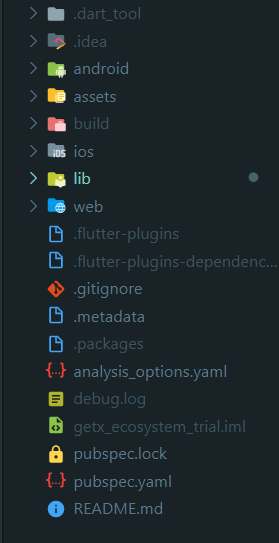 .dart_tool
.idea
android
assets
build
ios
lib
web
.flutter-plugins
.flutter-plugins-dependenc...
.gitignore
.metadata
.packages
analysis_options.yaml
debug.log
getx_ecosystem_trial.iml
pubspec.lock
pubspec.yaml
README.md